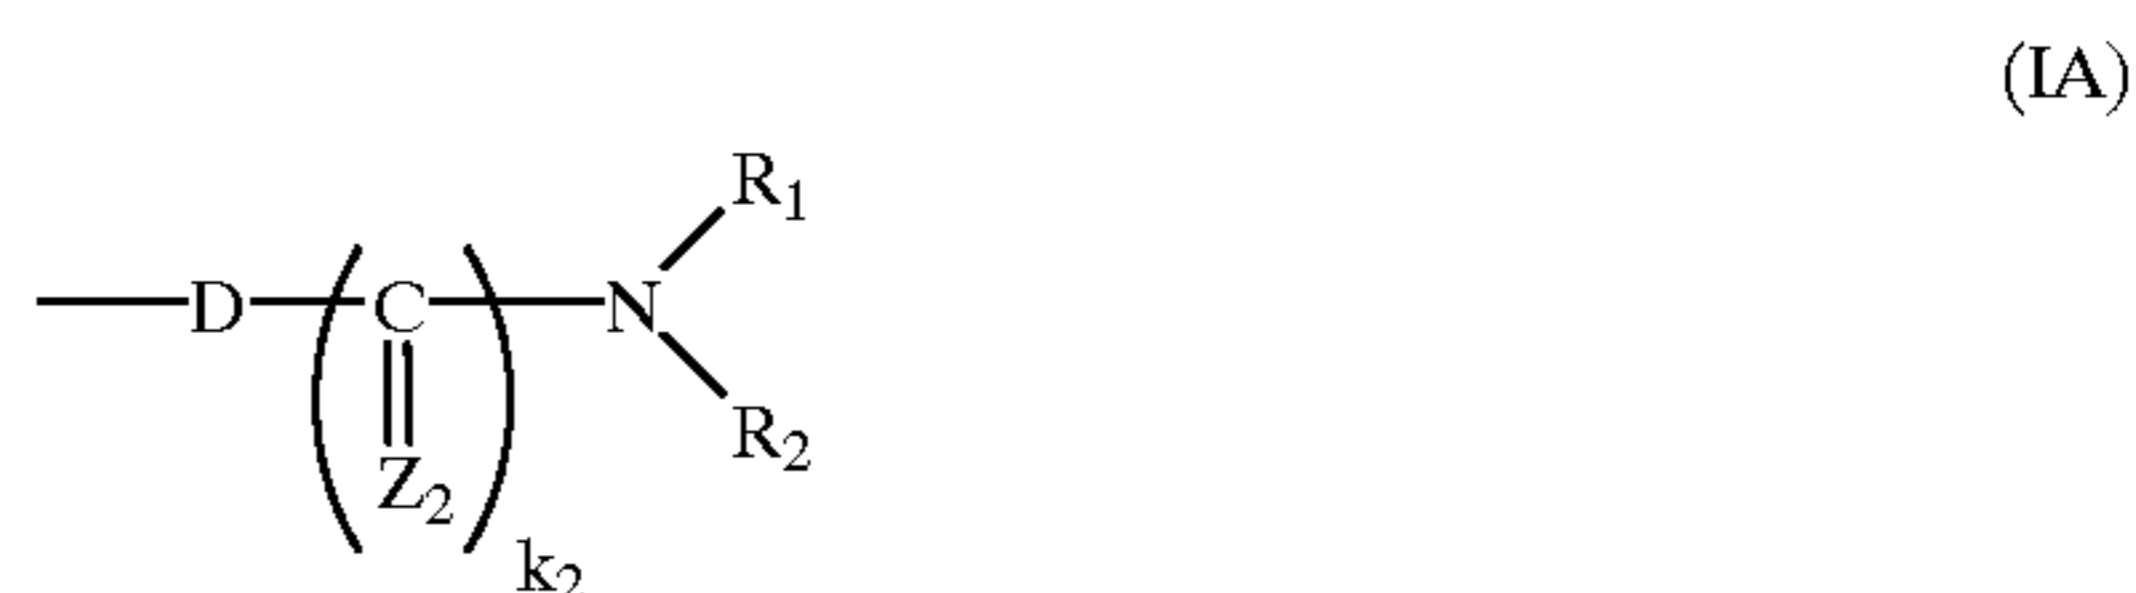 (IA)
R₁
D C N
R₂
Z₂
k₂